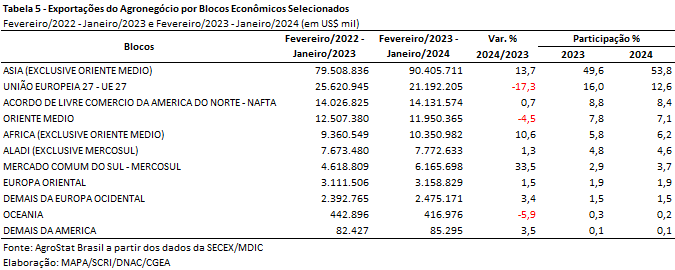 Tabela 5 - Exportações do Agronegócio por Blocos Econômicos Selecionados
Fevereiro/2022 - Janeiro/2023 e Fevereiro/2023 - Janeiro/2024 (em US$ mil)
Blocos Fevereiro/2022 - Janeiro/2023 Fevereiro/2023 - Janeiro/2024 Var. % 2024/2023 Participação % 2023 2024
ASIA (EXCLUSIVE ORIENTE MEDIO) 79.508.836 90.405.711 13,7 49,6 53,8
UNIÃO EUROPEIA 27 - UE 27 25.620.945 21.192.205 -17,3 16,0 12,6
ACORDO DE LIVRE COMERCIO DA AMERICA DO NORTE - NAFTA 14.026.825 14.131.574 0,7 8,8 8,4
ORIENTE MEDIO 12.507.380 11.950.365 -4,5 7,8 7,1
AFRICA (EXCLUSIVE ORIENTE MEDIO) 9.360.549 10.350.982 10,6 5,8 6,2
ALADI (EXCLUSIVE MERCOSUL) 7.673.480 7.772.633 1,3 4,8 4,6
MERCADO COMUM DO SUL - MERCOSUL 4.618.809 6.165.698 33,5 2,9 3,7
EUROPA ORIENTAL 3.111.506 3.158.829 1,5 1,9 1,9
DEMAIS DA EUROPA OCIDENTAL 2.392.765 2.475.171 3,4 1,5 1,5
OCEANIA 442.896 416.976 -5,9 0,3 0,2
DEMAIS DA AMERICA 82.427 85.295 3,5 0,1 0,1
Fonte: AgroStat Brasil a partir dos dados da SECEX/MDIC
Elaboração: MAPA/SCRI/DNAC/CGEA